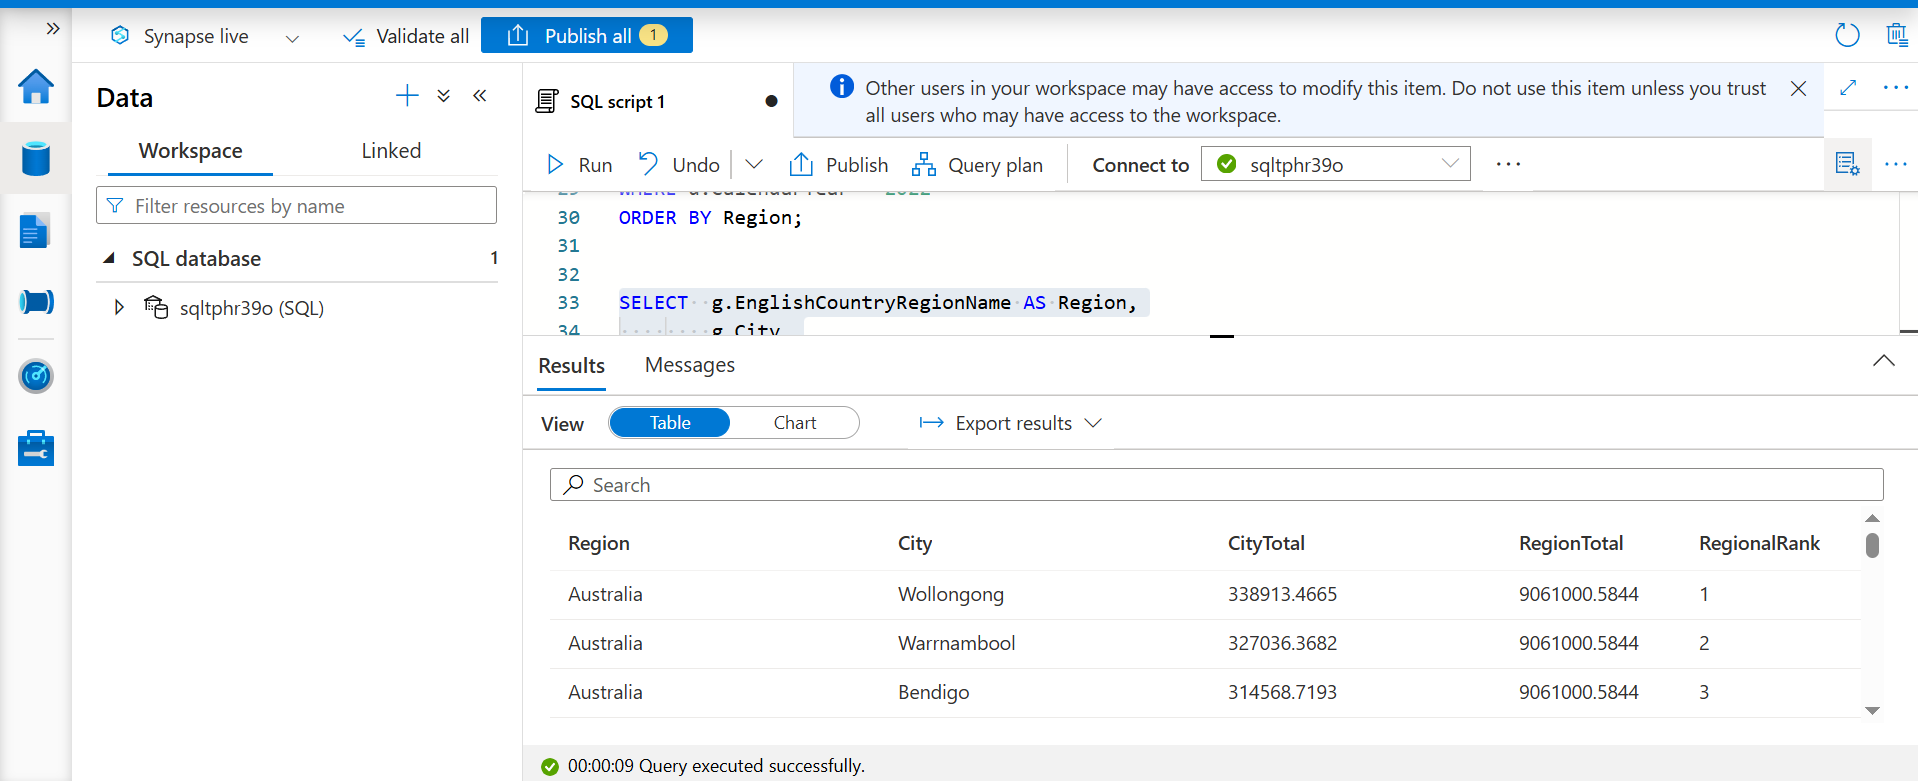 Synapse live
Validate all
Publish all 1
Data
Workspace
Linked
Filter resources by name
SQL database 1
sqltphr39o (SQL)
SQL script 1
Other users in your workspace may have access to modify this item. Do not use this item unless you trust
all users who may have access to the workspace.
Run
Undo
Publish
Query plan
Connect to
sqltphr39o
30 ORDER BY Region;
31
32
33 SELECT g.EnglishCountryRegionName AS Region,
34 g.City
Results
Messages
View
Table
Chart
Export results
Search
Region City CityTotal RegionTotal RegionalRank
Australia Wollongong 338913.4665 9061000.5844 1
Australia Warrnambool 327036.3682 9061000.5844 2
Australia Bendigo 314568.7193 9061000.5844 3
00:00:09 Query executed successfully.